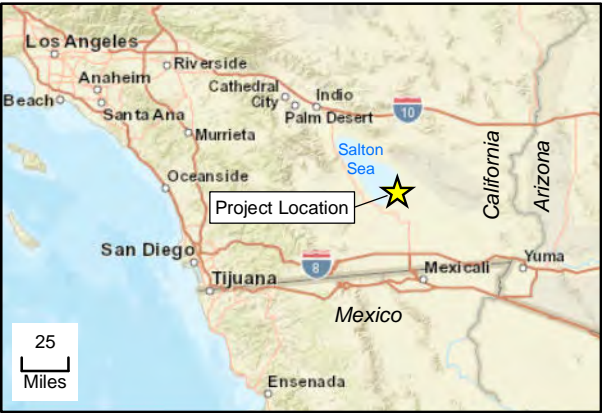 Los Angeles
Riverside
Anaheim
Cathedral
City
Indio
Beach
Santa Ana
Palm Desert
10
Murrieta
Salton
Sea
California
Arizona
Oceanside
Project Location
San Diego
8
Yuma
Tijuana
Mexicali
Mexico
25
Miles
Ensenada